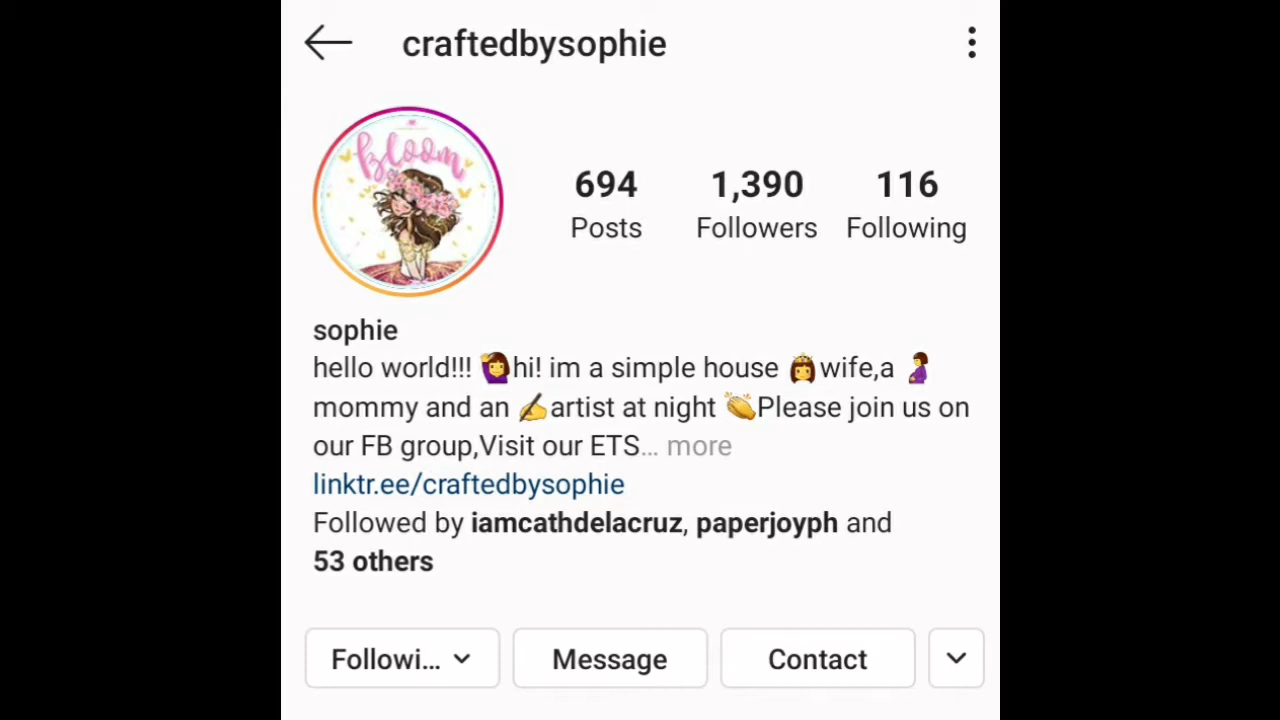 craftedbysophie
bloom
694 1,390 116
Posts Followers Following
sophie
hello world!!! 🙋‍♀️hi! im a simple house 👸wife,a 🤰
mommy and an ✍️artist at night 👏Please join us on
our FB group,Visit our ETS... more
linktr.ee/craftedbysophie
Followed by iamcathdelacruz, paperjoyph and
53 others
Followi... Message Contact